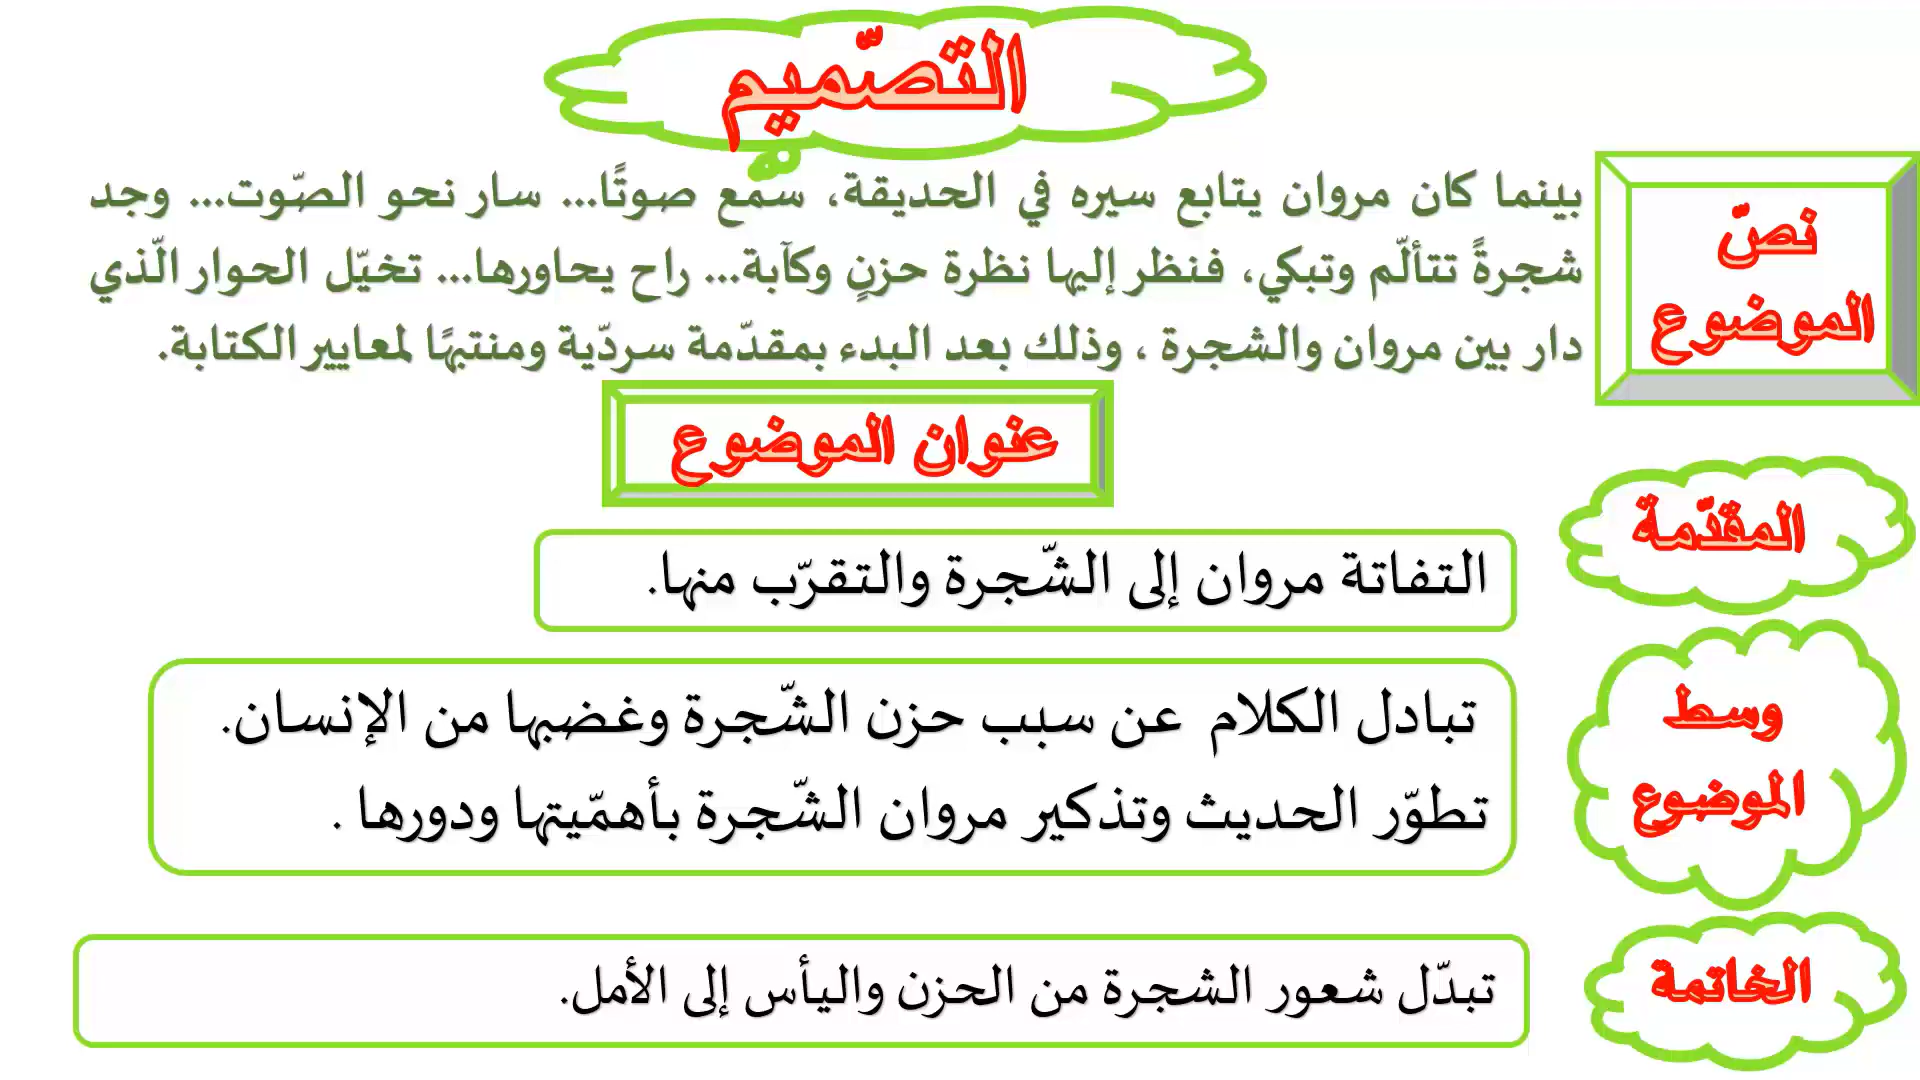 التصّميم
نصّ
الموضوع
بينما كان مروان يتابع سيره في الحديقة، سمع صوتًا... سار نحو الصّوت... وجد
شجرةً تتألّم وتبكي، فنظر إليها نظرة حزنٍ وكآبة... راح يحاورها... تخيّل الحوار الّذي
دار بين مروان والشجرة ، وذلك بعد البدء بمقدّمة سردّية ومنتبهًا لمعايير الكتابة.
عنوان الموضوع
المقدّمة
التفاتة مروان إلى الشّجرة والتقرّب منها.
وسط
الموضوع
تبادل الكلام عن سبب حزن الشّجرة وغضبها من الإنسان.
تطوّر الحديث وتذكير مروان الشّجرة بأهمّيتها ودورها .
الخاتمة
تبدّل شعور الشجرة من الحزن واليأس إلى الأمل.